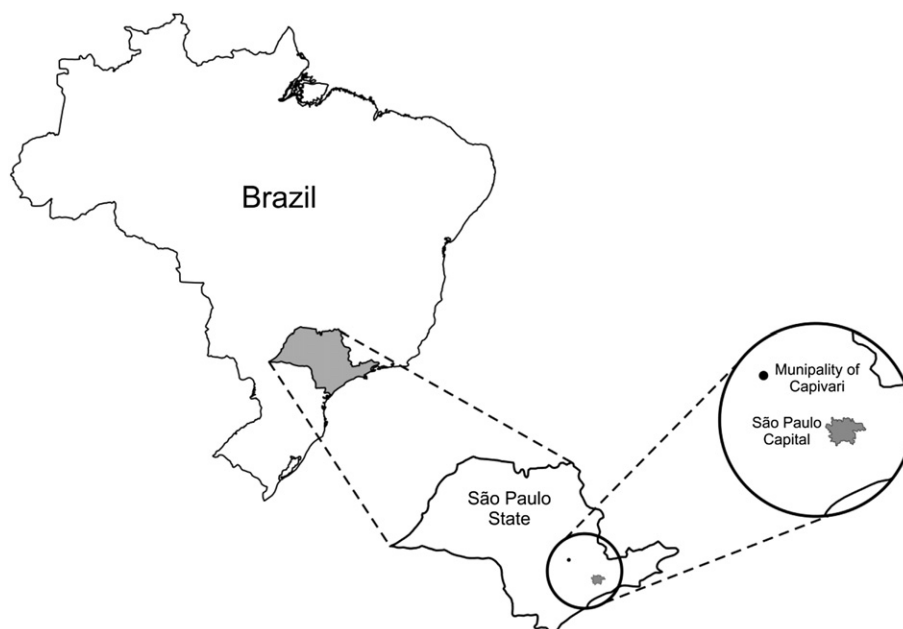 Brazil
São Paulo
State
Munipality of
Capivari
São Paulo
Capital